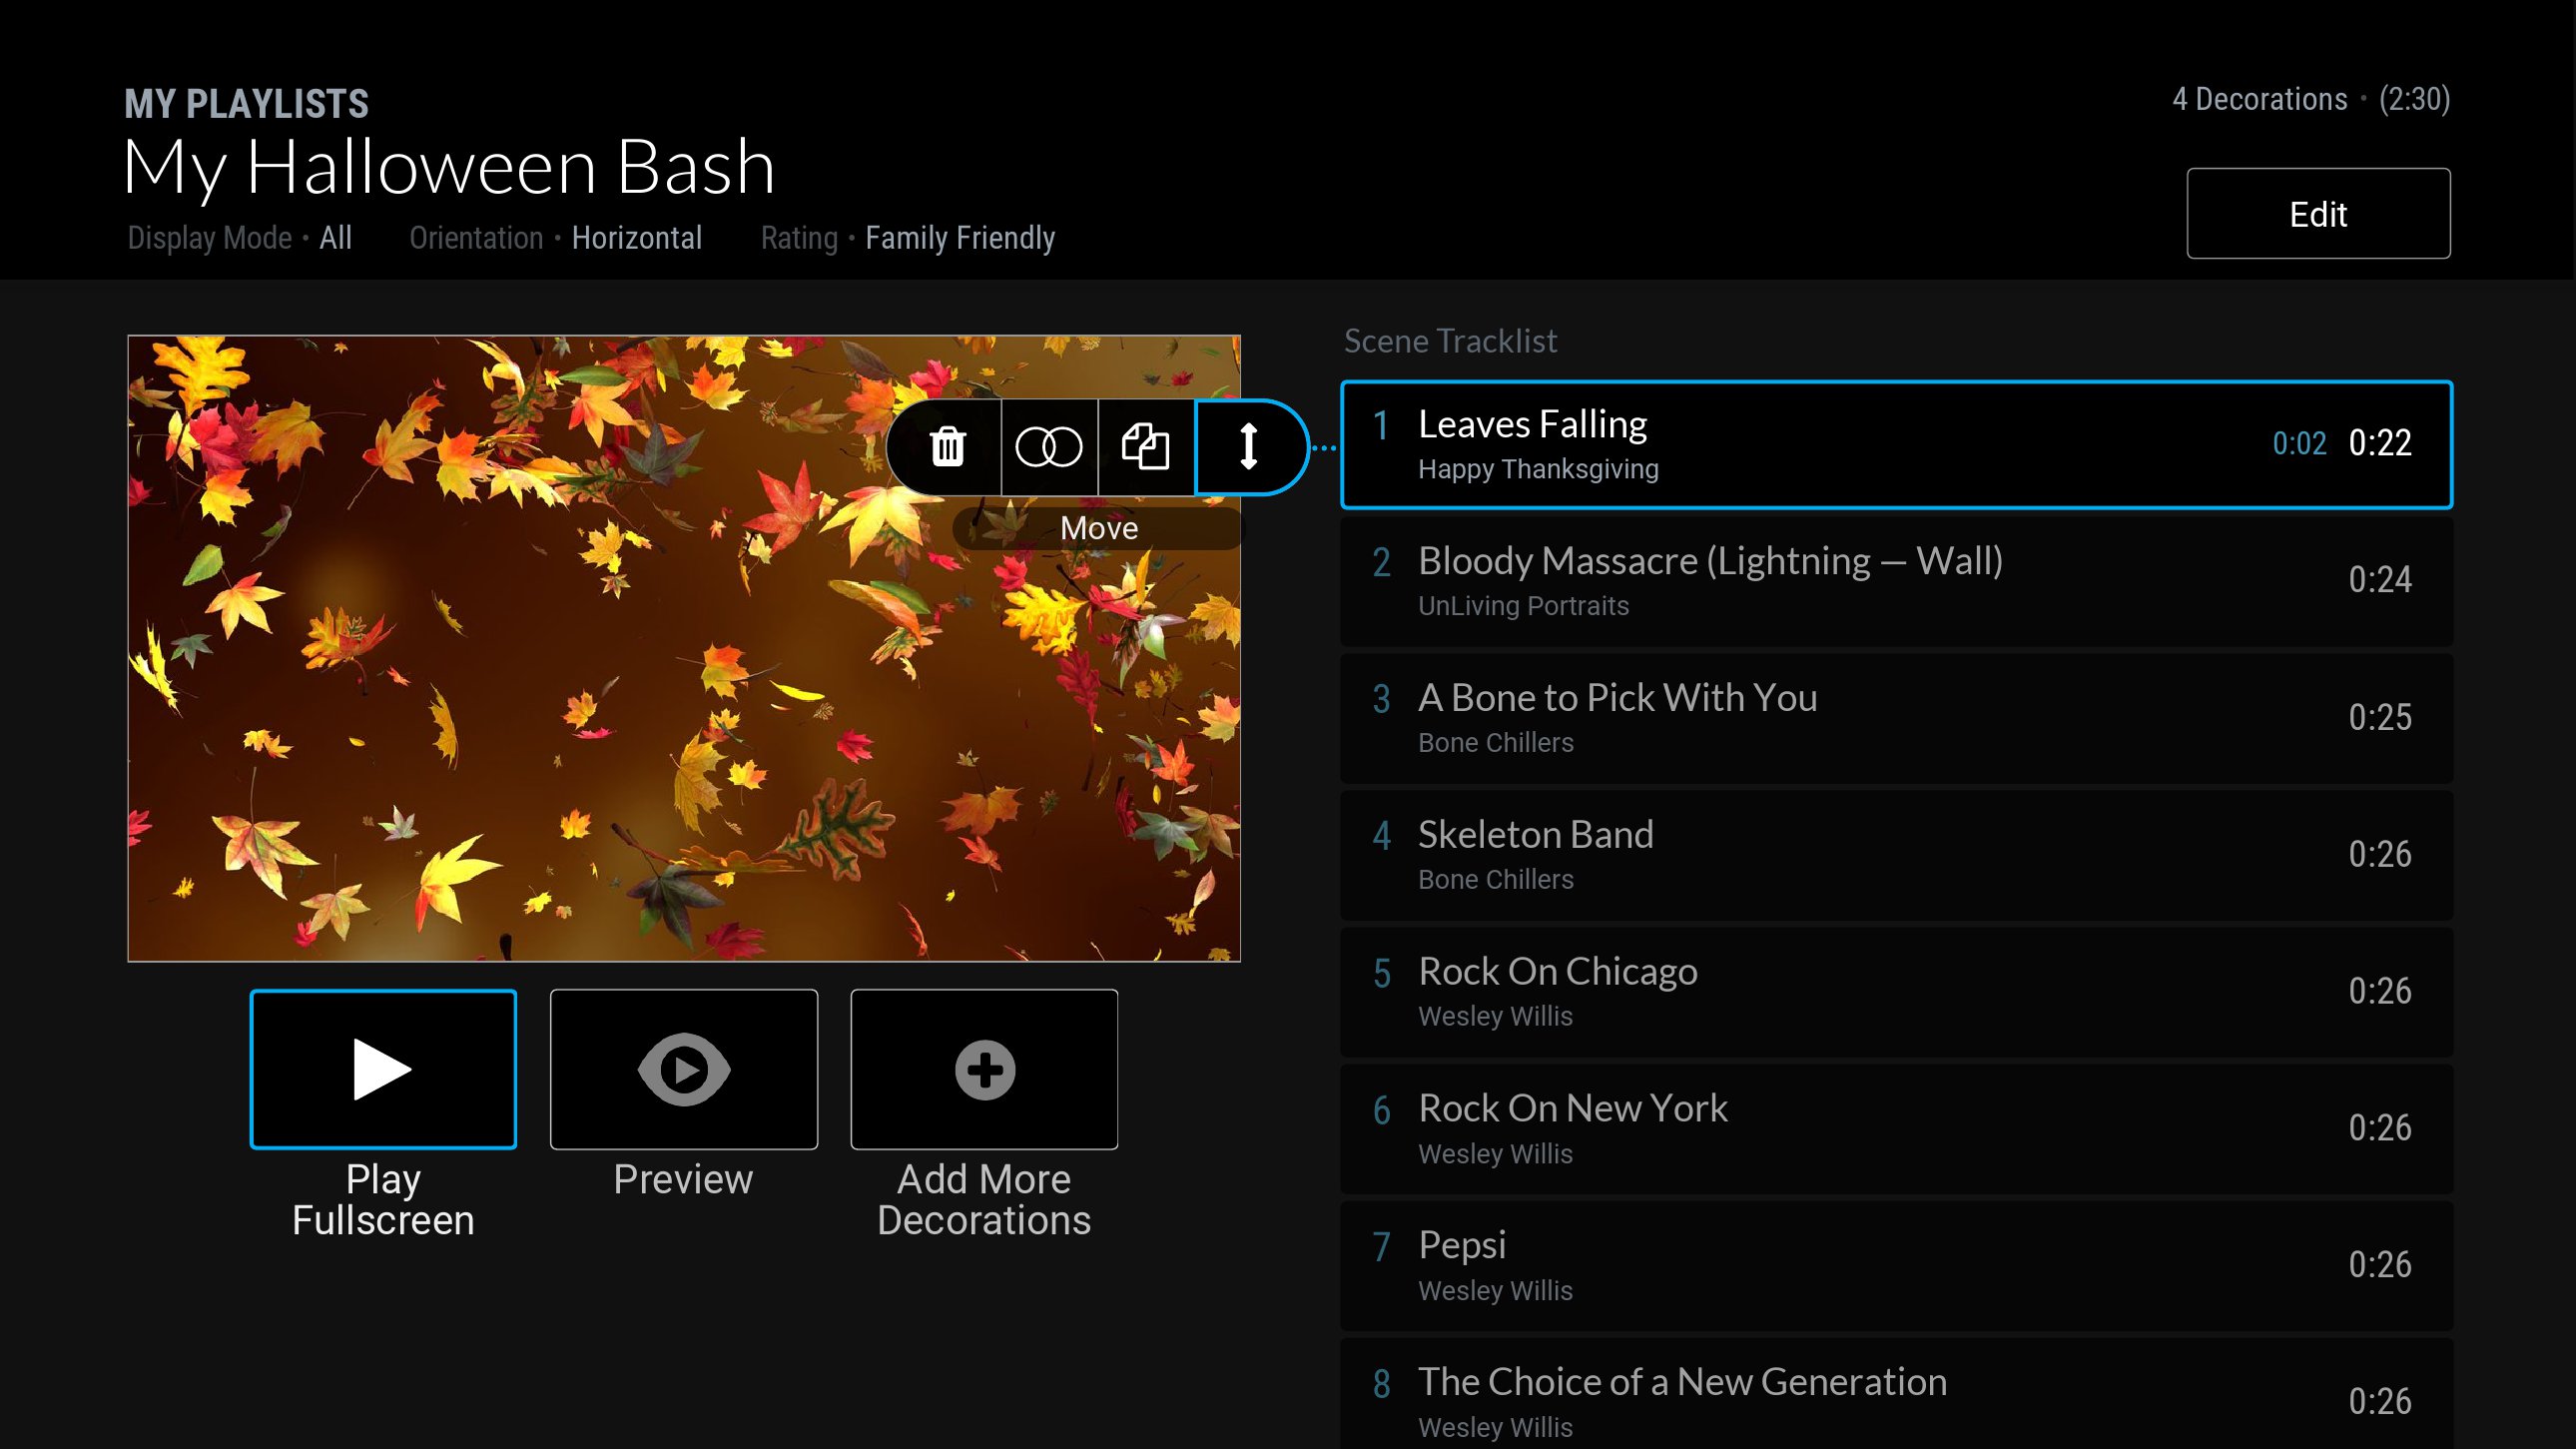 MY PLAYLISTS
My Halloween Bash
Display Mode • All Orientation • Horizontal Rating • Family Friendly
4 Decorations • (2:30)
Edit
Move
Play
Fullscreen
Preview
Add More
Decorations
Scene Tracklist
1 Leaves Falling
Happy Thanksgiving
0:02 0:22
2 Bloody Massacre (Lightning — Wall)
UnLiving Portraits
0:24
3 A Bone to Pick With You
Bone Chillers
0:25
4 Skeleton Band
Bone Chillers
0:26
5 Rock On Chicago
Wesley Willis
0:26
6 Rock On New York
Wesley Willis
0:26
7 Pepsi
Wesley Willis
0:26
8 The Choice of a New Generation
Wesley Willis
0:26